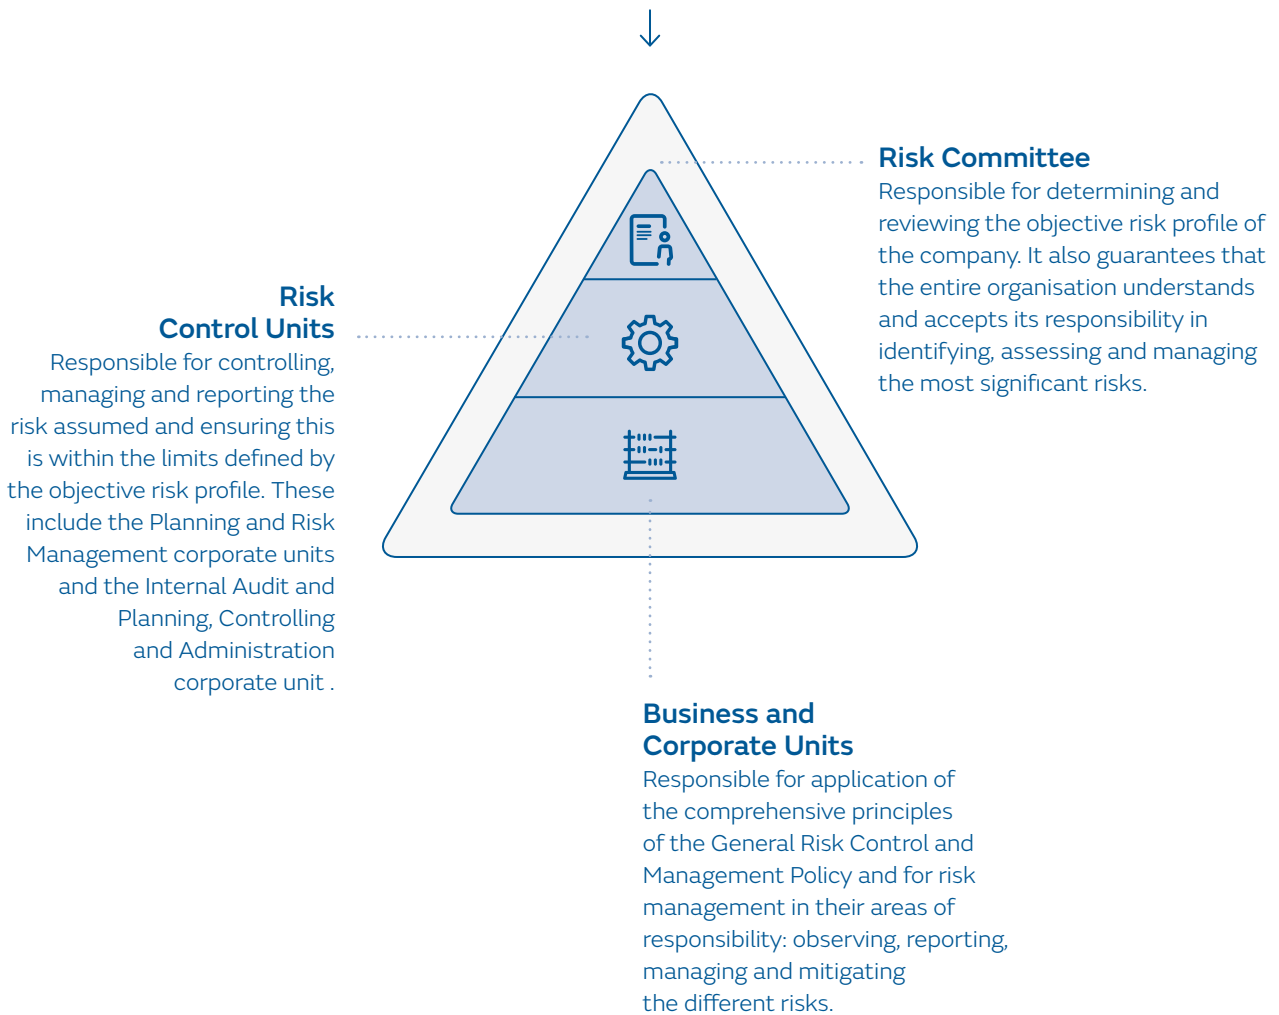 Risk Committee
Responsible for determining and
reviewing the objective risk profile of
the company. It also guarantees that
the entire organisation understands
and accepts its responsibility in
identifying, assessing and managing
the most significant risks.
Risk
Control Units
Responsible for controlling,
managing and reporting the
risk assumed and ensuring this
is within the limits defined by
the objective risk profile. These
include the Planning and Risk
Management corporate units
and the Internal Audit and
Planning, Controlling
and Administration
corporate unit .
Business and
Corporate Units
Responsible for application of
the comprehensive principles
of the General Risk Control and
Management Policy and for risk
management in their areas of
responsibility: observing, reporting,
managing and mitigating
the different risks.